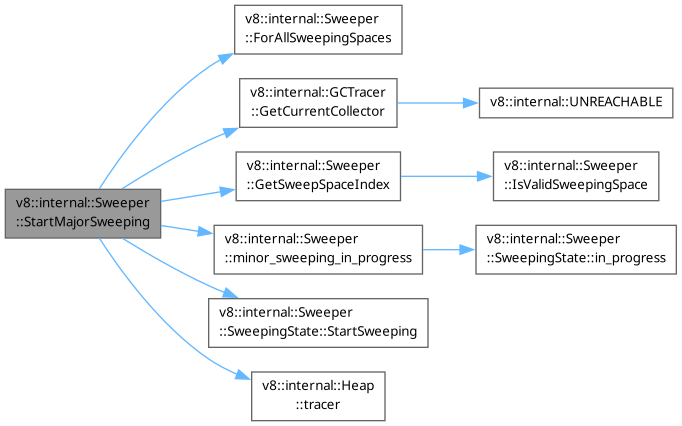 v8::internal::Sweeper
::StartMajorSweeping
v8::internal::Sweeper
::ForAllSweepingSpaces
v8::internal::GCTracer
::GetCurrentCollector
v8::internal::UNREACHABLE
v8::internal::Sweeper
::GetSweepSpaceIndex
v8::internal::Sweeper
::IsValidSweepingSpace
v8::internal::Sweeper
::minor_sweeping_in_progress
v8::internal::Sweeper
::SweepingState::in_progress
v8::internal::Sweeper
::SweepingState::StartSweeping
v8::internal::Heap
::tracer